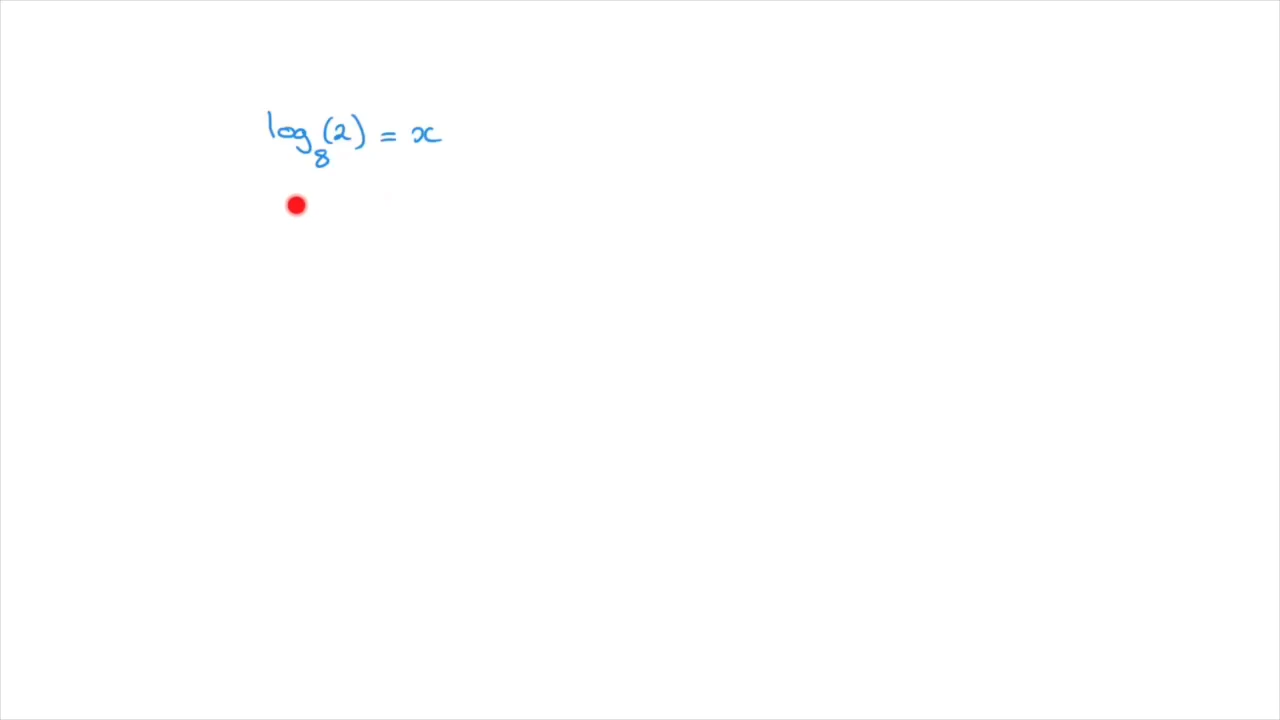 log₈(2) = x